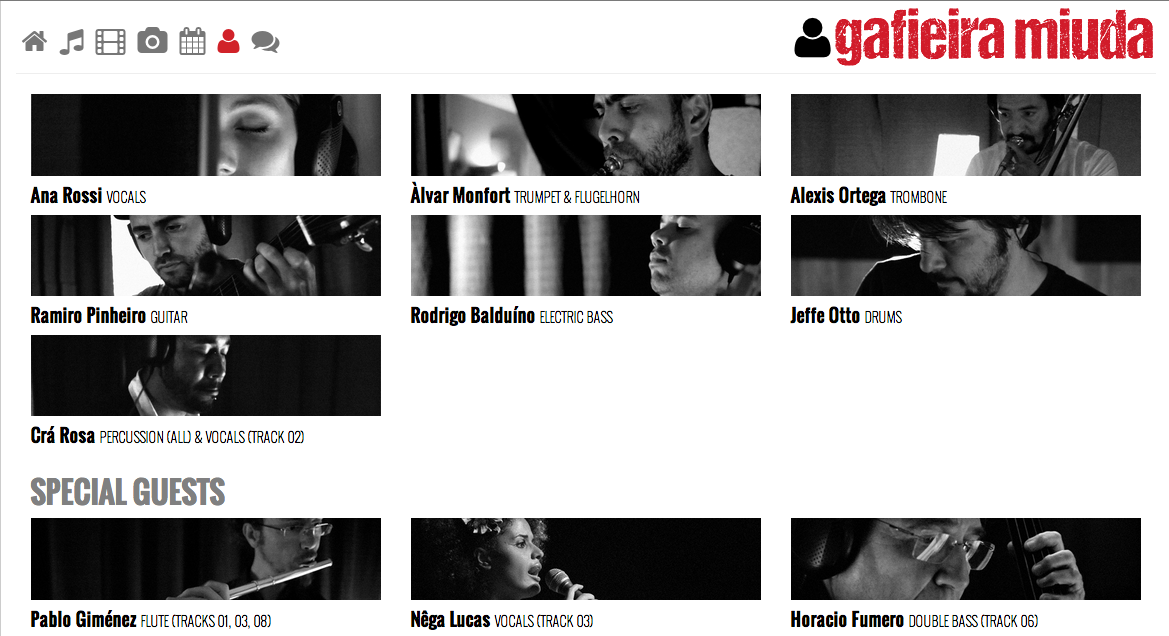 gafieira miuda
Ana Rossi VOCALS
Àlvar Monfort TRUMPET & FLUGELHORN
Alexis Ortega TROMBONE
Ramiro Pinheiro GUITAR
Rodrigo Balduíno ELECTRIC BASS
Jeffe Otto DRUMS
Crá Rosa PERCUSSION (ALL) & VOCALS (TRACK 02)
SPECIAL GUESTS
Pablo Giménez FLUTE (TRACKS 01, 03, 08)
Nêga Lucas VOCALS (TRACK 03)
Horacio Fumero DOUBLE BASS (TRACK 06)